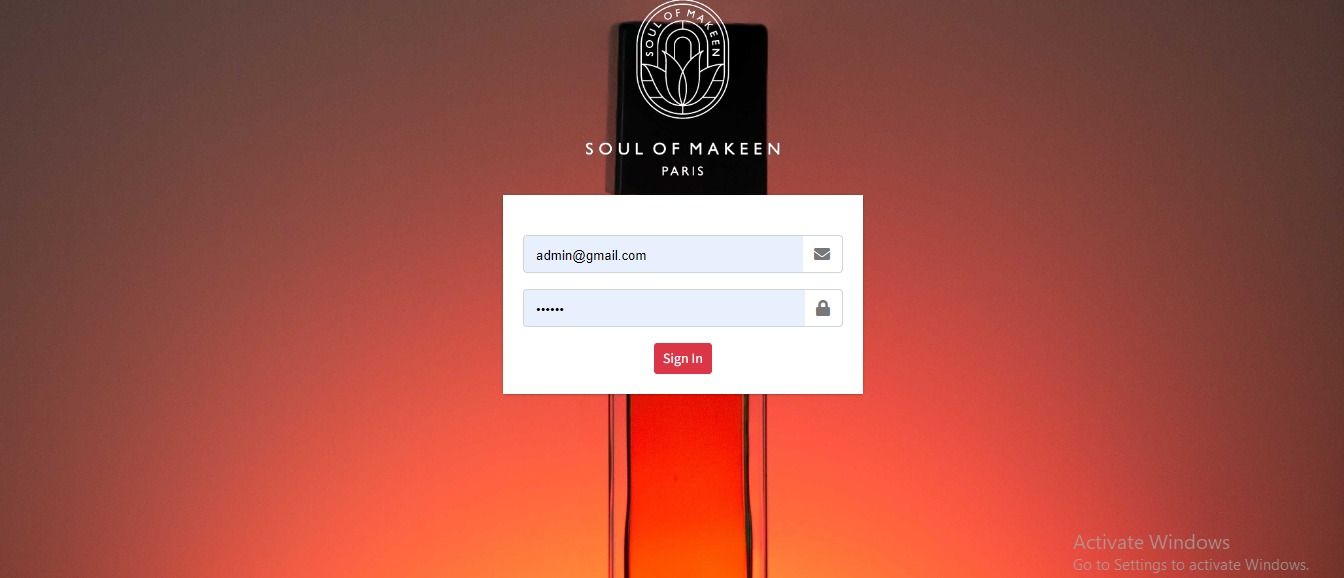 SOUL OF MAKEEN
SOUL OF MAKEEN
PARIS
admin@gmail.com
••••••
Sign In
Activate Windows
Go to Settings to activate Windows.